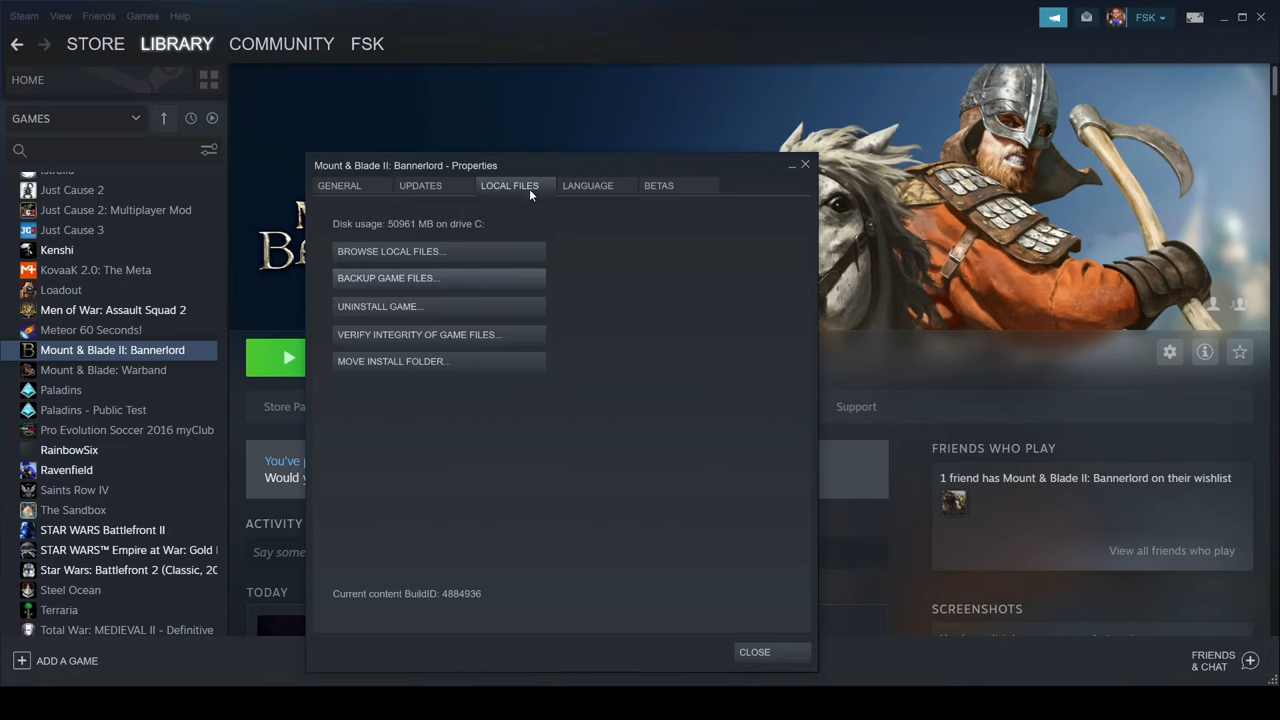 Steam View Friends Games Help
FSK
STORE LIBRARY COMMUNITY FSK
HOME
GAMES
Just Cause 2
Just Cause 2: Multiplayer Mod
Just Cause 3
Kenshi
KovaaK 2.0: The Meta
Loadout
Men of War: Assault Squad 2
Meteor 60 Seconds!
Mount & Blade II: Bannerlord
Mount & Blade: Warband
Paladins
Paladins - Public Test
Pro Evolution Soccer 2016 myClub
RainbowSix
Ravenfield
Saints Row IV
The Sandbox
STAR WARS Battlefront II
STAR WARS™ Empire at War: Gold
Star Wars: Battlefront 2 (Classic, 20
Steel Ocean
Terraria
Total War: MEDIEVAL II - Definitive
ADD A GAME
Mount & Blade II: Bannerlord - Properties
GENERAL UPDATES LOCAL FILES LANGUAGE BETAS
Disk usage: 50961 MB on drive C:
BROWSE LOCAL FILES...
BACKUP GAME FILES...
UNINSTALL GAME...
VERIFY INTEGRITY OF GAME FILES...
MOVE INSTALL FOLDER...
Current content BuildID: 4884936
CLOSE
Store Pa
Support
You've p
Would y
ACTIVITY
Say some
TODAY
FRIENDS WHO PLAY
1 friend has Mount & Blade II: Bannerlord on their wishlist
View all friends who play
SCREENSHOTS
FRIENDS
& CHAT